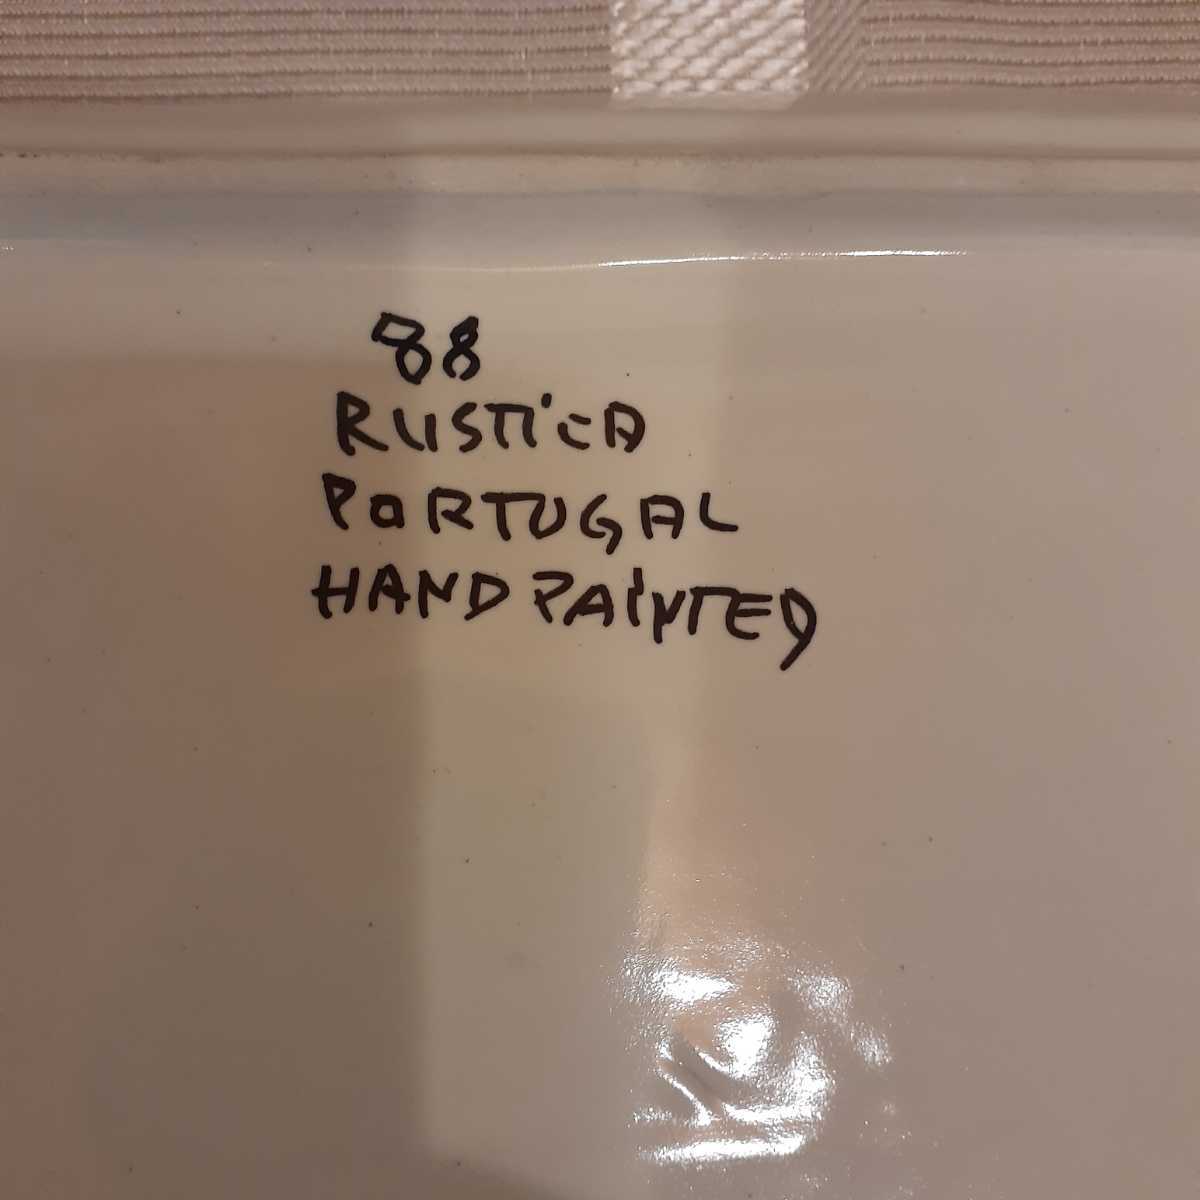 88
RUSTiCA
PORTUGAL
HAND PAINTED